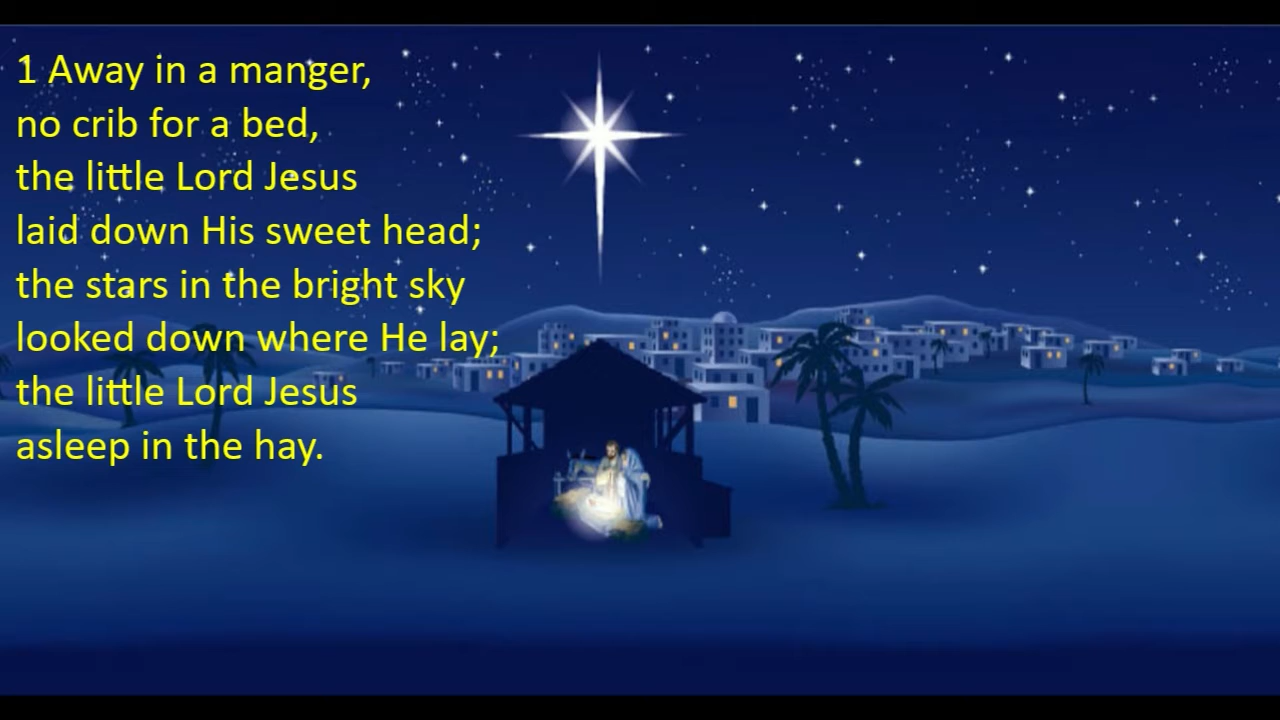 1 Away in a manger,
no crib for a bed,
the little Lord Jesus
laid down His sweet head;
the stars in the bright sky
looked down where He lay;
the little Lord Jesus
asleep in the hay.